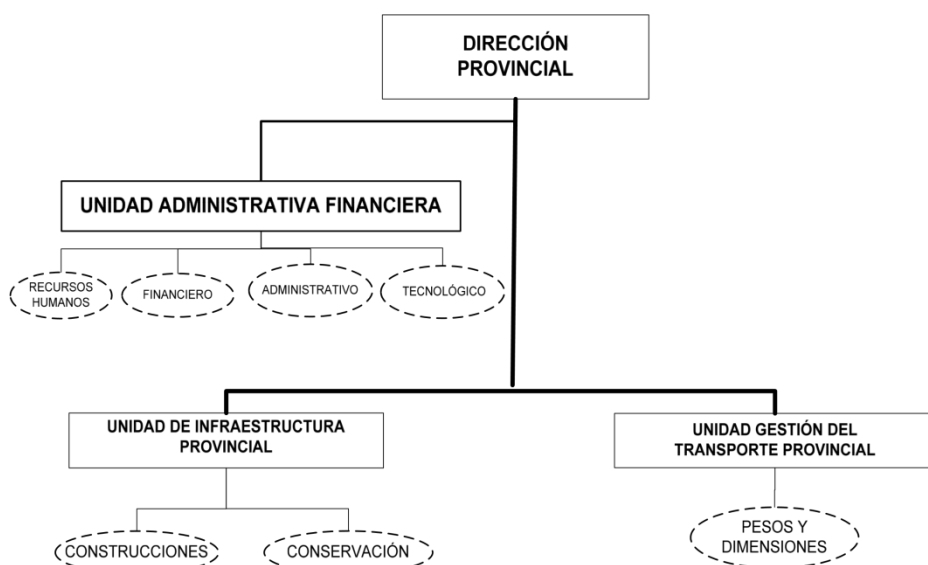 DIRECCIÓN
PROVINCIAL
UNIDAD ADMINISTRATIVA FINANCIERA
RECURSOS
HUMANOS
FINANCIERO
ADMINISTRATIVO
TECNOLÓGICO
UNIDAD DE INFRAESTRUCTURA
PROVINCIAL
UNIDAD GESTIÓN DEL
TRANSPORTE PROVINCIAL
CONSTRUCCIONES
CONSERVACIÓN
PESOS Y
DIMENSIONES